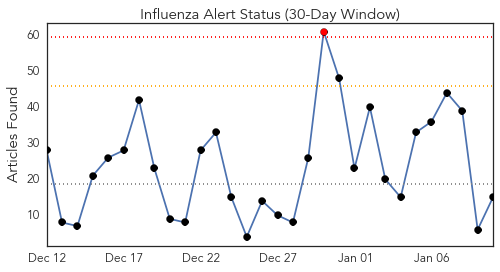 Influenza Alert Status (30-Day Window)
Articles Found
60
50
40
30
20
10
Dec 12 Dec 17 Dec 22 Dec 27 Jan 01 Jan 06